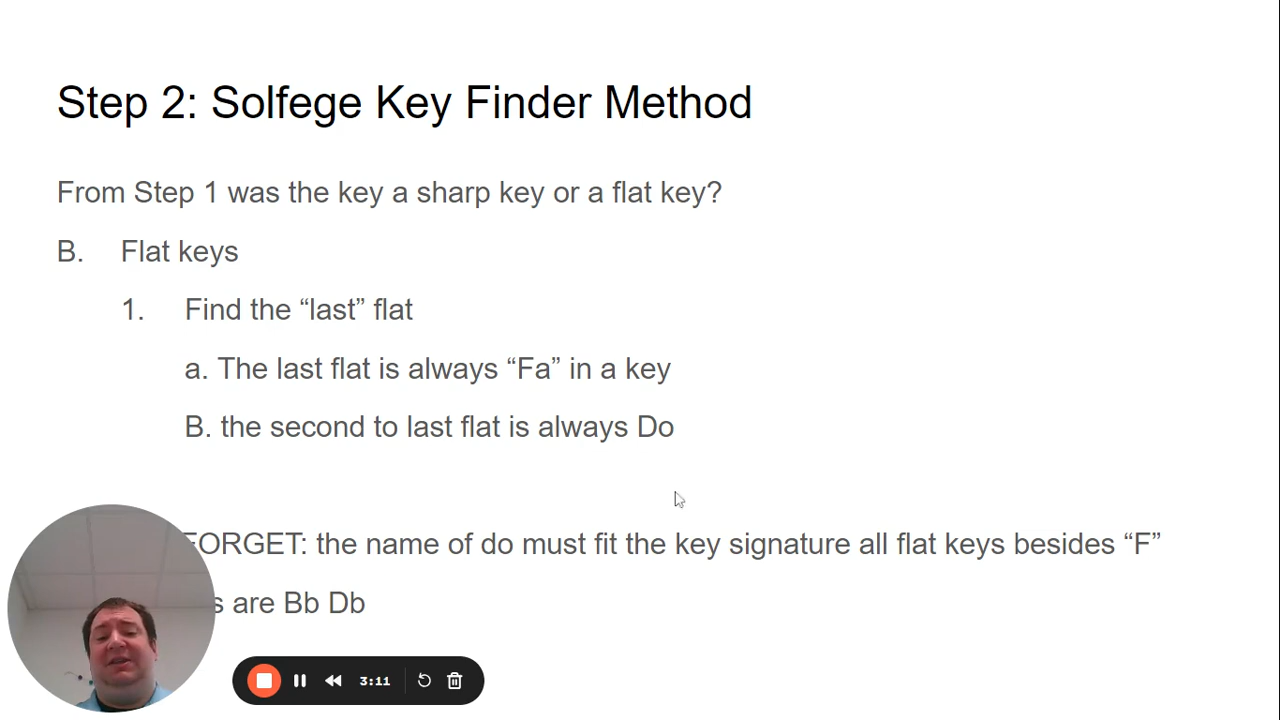 Step 2: Solfege Key Finder Method
From Step 1 was the key a sharp key or a flat key?
B. Flat keys
1. Find the “last” flat
a. The last flat is always “Fa” in a key
B. the second to last flat is always Do
FORGET: the name of do must fit the key signature all flat keys besides “F”
s are Bb Db
3:11